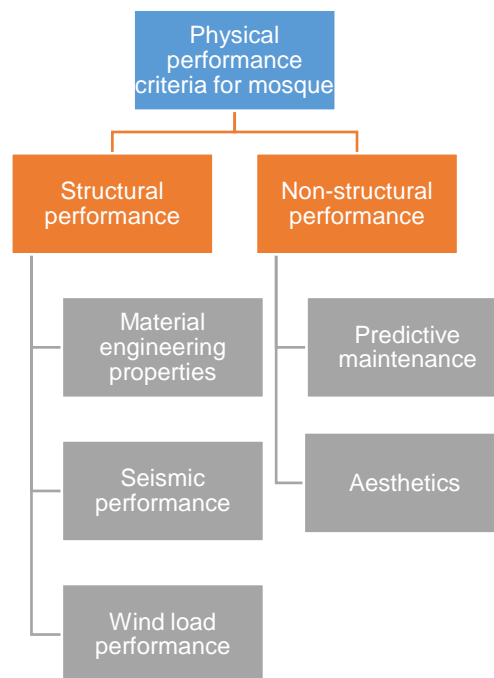 Physical
performance
criteria for mosque
Structural
performance
Non-structural
performance
Material
engineering
properties
Predictive
maintenance
Seismic
performance
Aesthetics
Wind load
performance